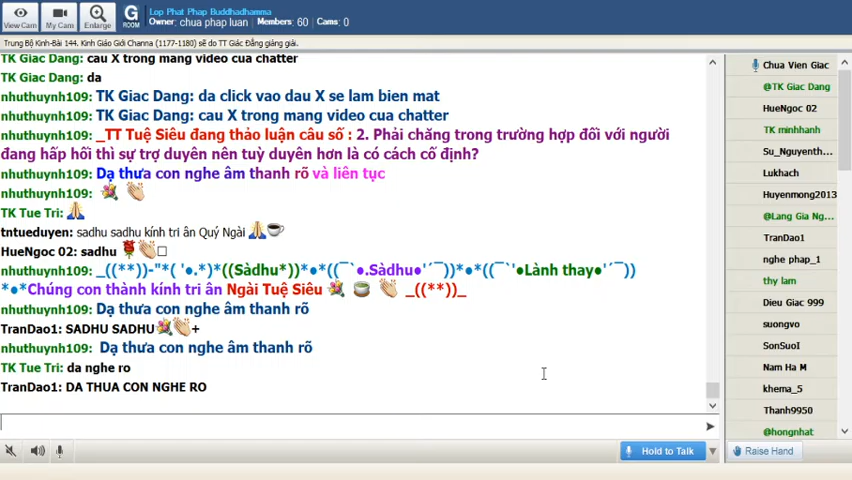 View Cam
My Cam
Enlarge
G
ROOM
Lop Phat Phap Buddhadhamma
Owner: chua phap luan
Members: 60
Cams: 0
Trung Bộ Kinh-Bài 144. Kinh Giáo Giới Channa (1177-1180) sẽ do TT Giác Đẳng giảng giải.
TK Giac Dang: cau X trong mang video cua chatter
TK Giac Dang: da
nhuthuynh109: TK Giac Dang: da click vao dau X se lam bien mat
nhuthuynh109: TK Giac Dang: cau X trong mang video cua chatter
nhuthuynh109: _TT Tuệ Siêu đang thảo luận câu số : 2. Phải chăng trong trường hợp đối với người
đang hấp hối thì sự trợ duyên nên tuỳ duyên hơn là có cách cố định?
nhuthuynh109: Dạ thưa con nghe âm thanh rõ và liên tục
nhuthuynh109: 💐 👏
TK Tue Tri: 🙏
tntueduyen: sadhu sadhu kính tri ân Quý Ngài 🙏☕
HueNgoc 02: sadhu 🌹👏□
nhuthuynh109: _((**))-"*( '●.*)*((Sàdhu*))*●*((¯`●.Sàdhu●'´¯))*●*((¯`'●Lành thay●'´¯))
*●*Chúng con thành kính tri ân Ngài Tuệ Siêu 💐 🍵 👏 _((**))_
nhuthuynh109: Dạ thưa con nghe âm thanh rõ
TranDao1: SADHU SADHU💐👏+
nhuthuynh109: Dạ thưa con nghe âm thanh rõ
TK Tue Tri: da nghe ro
TranDao1: DA THUA CON NGHE RO
Hold to Talk
Chua Vien Giac
@TK Giac Dang
HueNgoc 02
TK minhhanh
Su_Nguyenth...
Lukhach
Huyenmong2013
@Lang Gia Ng...
TranDao1
nghe phap_1
thy lam
Dieu Giac 999
suongvo
SonSuoI
Nam Ha M
khema_5
Thanh9950
@hongnhat
Raise Hand